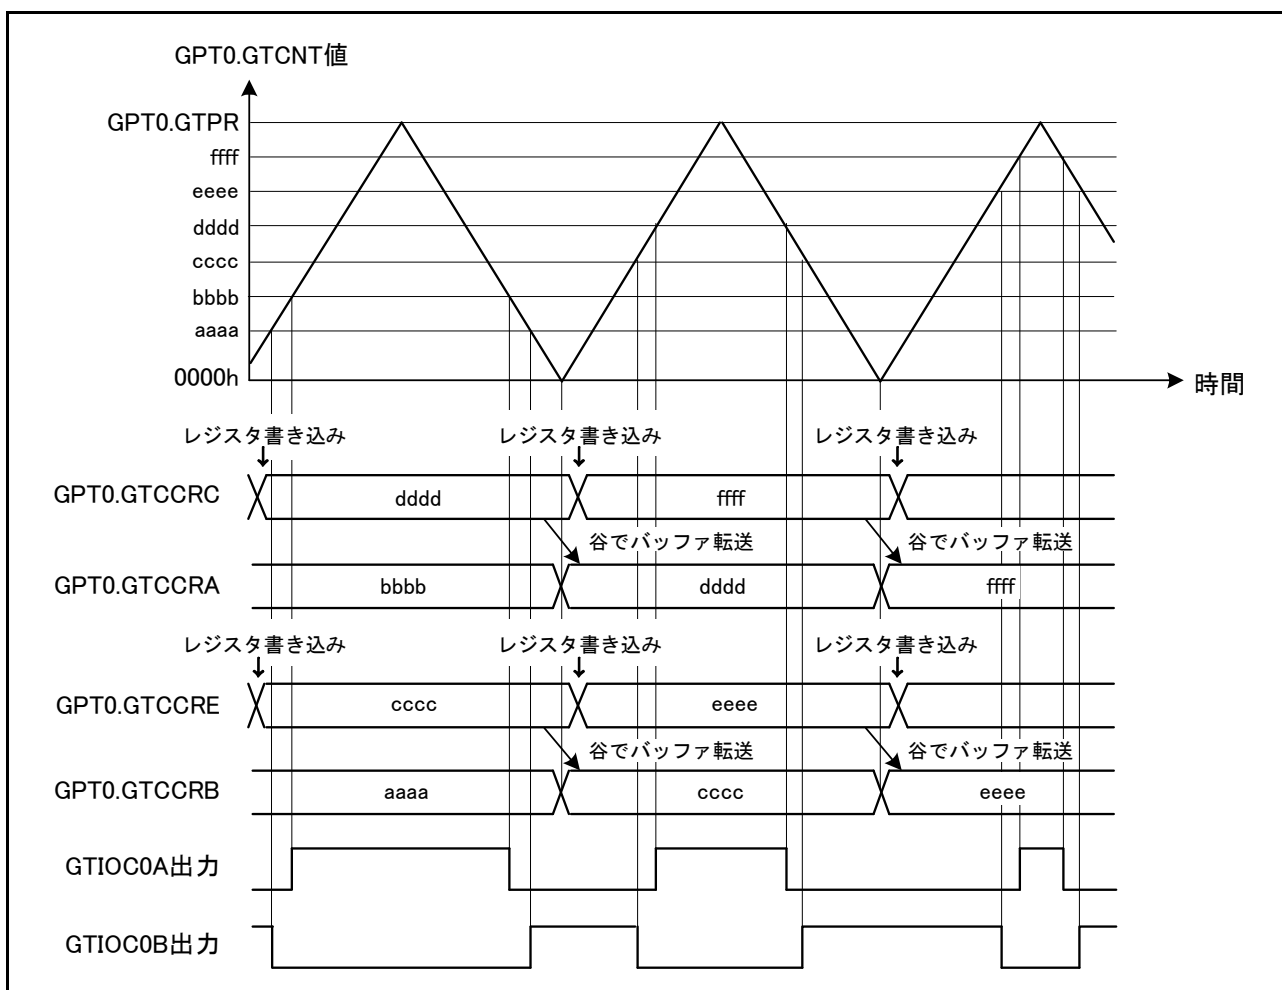 GPT0.GTCNT値
GPT0.GTPR
ffff
eeee
dddd
cccc
bbbb
aaaa
0000h
時間
レジスタ書き込み レジスタ書き込み レジスタ書き込み
GPT0.GTCCRC dddd ffff
谷でバッファ転送 谷でバッファ転送
GPT0.GTCCRA bbbb dddd ffff
レジスタ書き込み レジスタ書き込み レジスタ書き込み
GPT0.GTCCRE cccc eeee
谷でバッファ転送 谷でバッファ転送
GPT0.GTCCRB aaaa cccc eeee
GTIOC0A出力
GTIOC0B出力